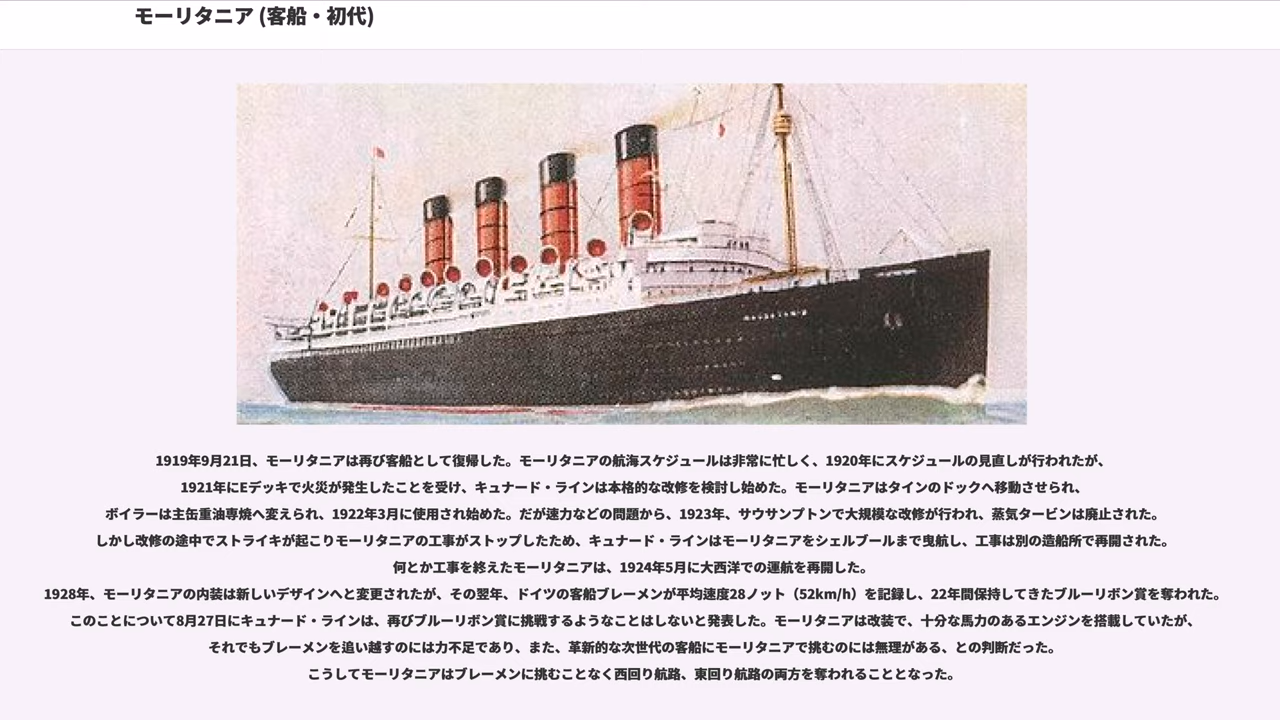 モーリタニア (客船・初代)
1919年9月21日、モーリタニアは再び客船として復帰した。モーリタニアの航海スケジュールは非常に忙しく、1920年にスケジュールの見直しが行われたが、
1921年にEデッキで火災が発生したことを受け、キュナード・ラインは本格的な改修を検討し始めた。モーリタニアはタインのドックへ移動させられ、
ボイラーは主缶重油専焼へ変えられ、1922年3月に使用され始めた。だが速力などの問題から、1923年、サウサンプトンで大規模な改修が行われ、蒸気タービンは廃止された。
しかし改修の途中でストライキが起こりモーリタニアの工事がストップしたため、キュナード・ラインはモーリタニアをシェルブールまで曳航し、工事は別の造船所で再開された。
何とか工事を終えたモーリタニアは、1924年5月に大西洋での運航を再開した。
1928年、モーリタニアの内装は新しいデザインへと変更されたが、その翌年、ドイツの客船ブレーメンが平均速度28ノット（52km/h）を記録し、22年間保持してきたブルーリボン賞を奪われた。
このことについて8月27日にキュナード・ラインは、再びブルーリボン賞に挑戦するようなことはしないと発表した。モーリタニアは改装で、十分な馬力のあるエンジンを搭載していたが、
それでもブレーメンを追い越すのには力不足であり、また、革新的な次世代の客船にモーリタニアで挑むのには無理がある、との判断だった。
こうしてモーリタニアはブレーメンに挑むことなく西回り航路、東回り航路の両方を奪われることとなった。